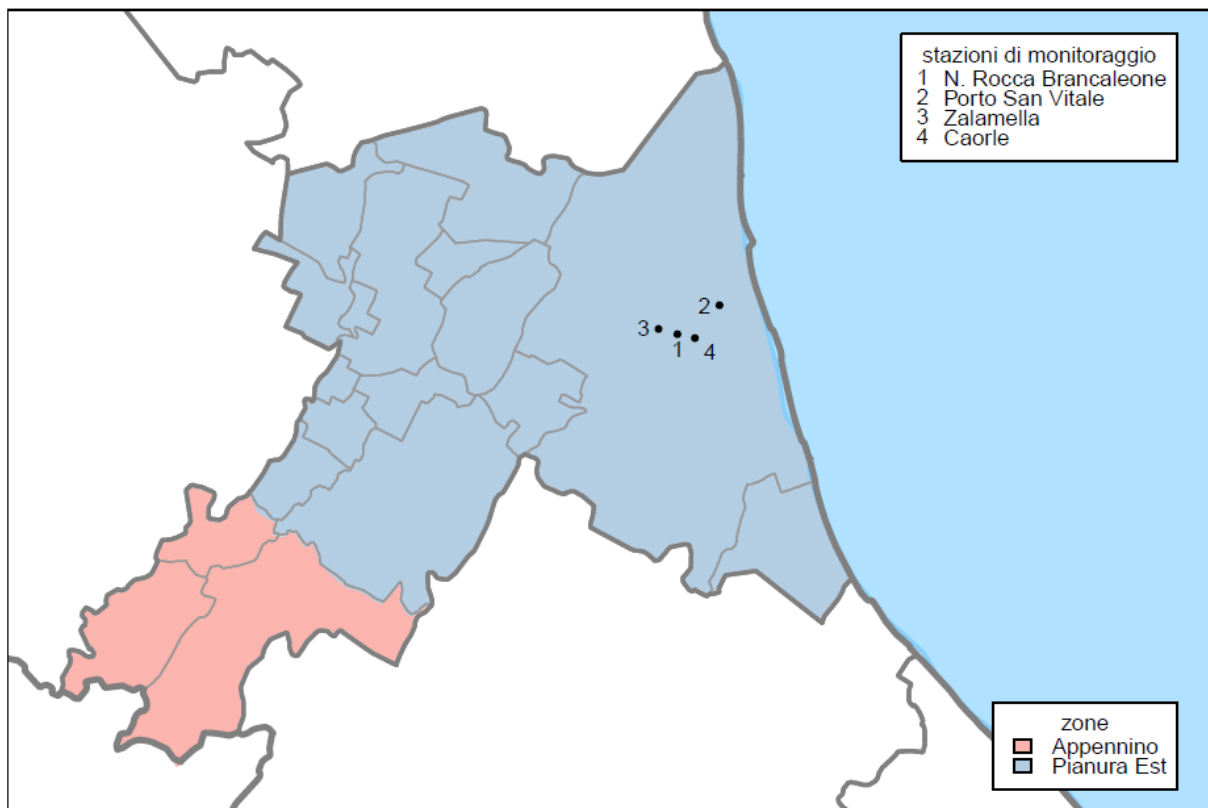 stazioni di monitoraggio
1 N. Rocca Brancaleone
2 Porto San Vitale
3 Zalamella
4 Caorle
2
3
1
4
zone
Appennino
Pianura Est